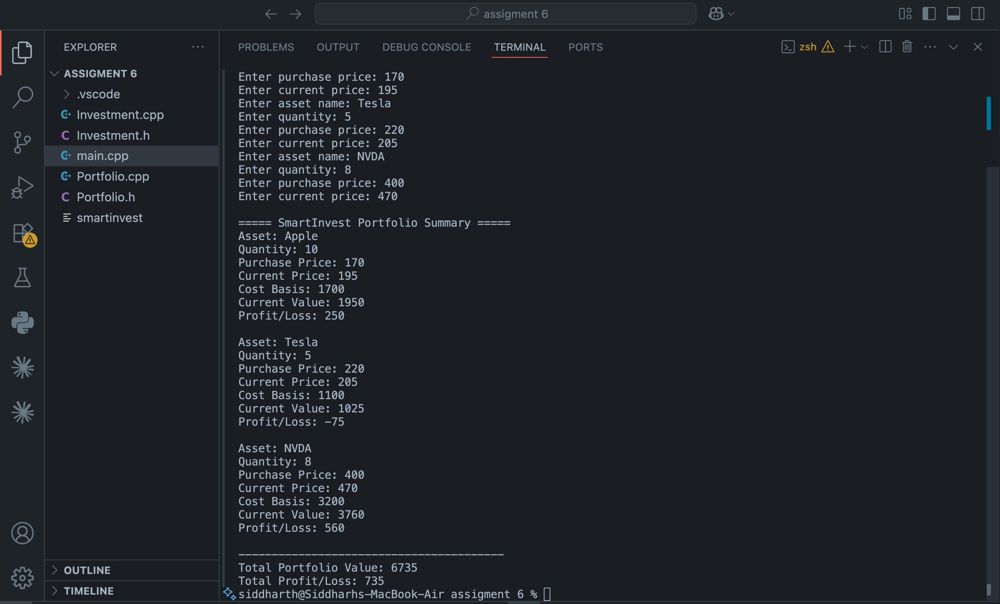 assigment 6
EXPLORER
ASSIGMENT 6
.vscode
Investment.cpp
Investment.h
main.cpp
Portfolio.cpp
Portfolio.h
smartinvest
OUTLINE
TIMELINE
PROBLEMS OUTPUT DEBUG CONSOLE TERMINAL PORTS
zsh
Enter purchase price: 170
Enter current price: 195
Enter asset name: Tesla
Enter quantity: 5
Enter purchase price: 220
Enter current price: 205
Enter asset name: NVDA
Enter quantity: 8
Enter purchase price: 400
Enter current price: 470
===== SmartInvest Portfolio Summary =====
Asset: Apple
Quantity: 10
Purchase Price: 170
Current Price: 195
Cost Basis: 1700
Current Value: 1950
Profit/Loss: 250
Asset: Tesla
Quantity: 5
Purchase Price: 220
Current Price: 205
Cost Basis: 1100
Current Value: 1025
Profit/Loss: -75
Asset: NVDA
Quantity: 8
Purchase Price: 400
Current Price: 470
Cost Basis: 3200
Current Value: 3760
Profit/Loss: 560
----------------------------------------
Total Portfolio Value: 6735
Total Profit/Loss: 735
siddharth@Siddharhs-MacBook-Air assigment 6 %